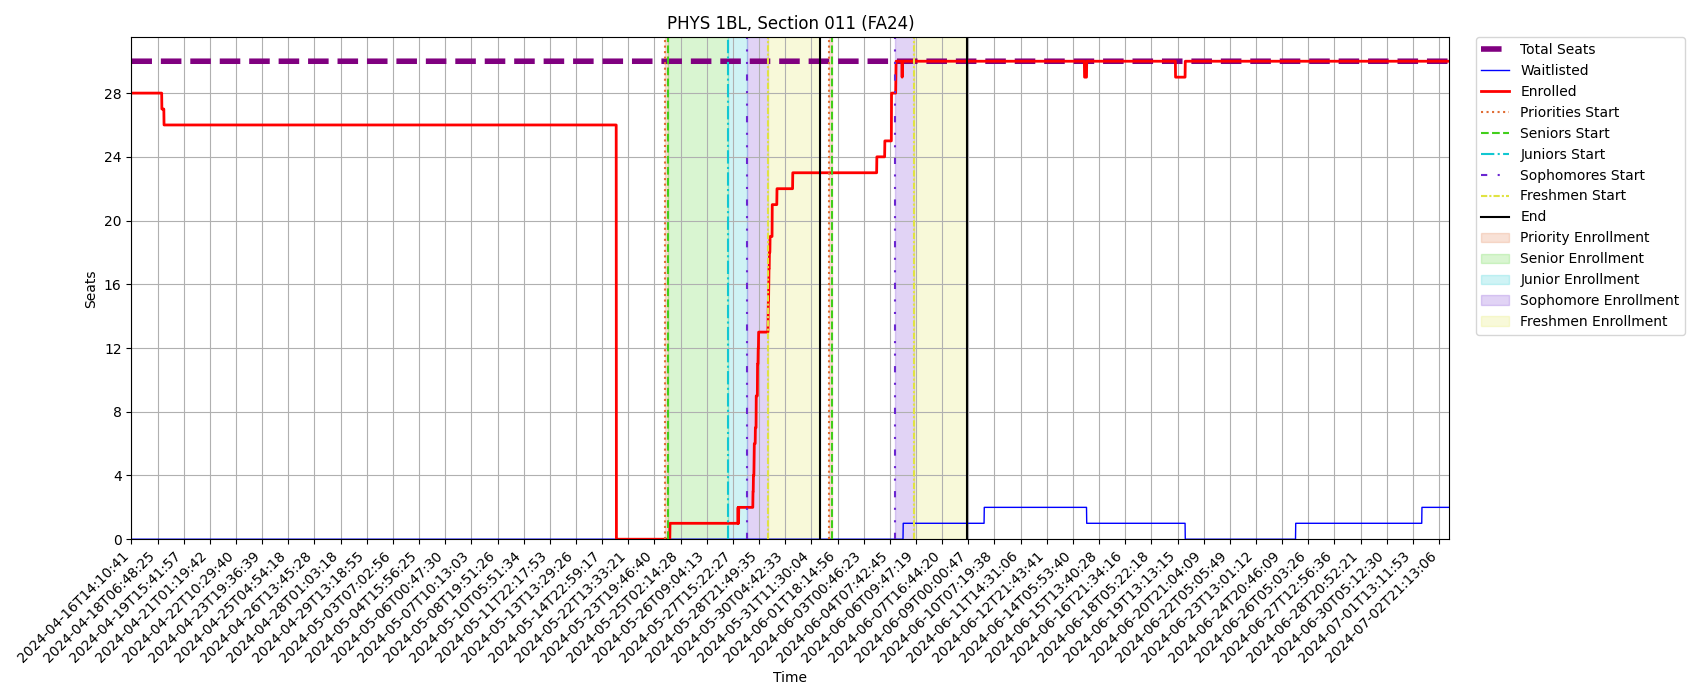 PHYS 1BL, Section 011 (FA24)
Seats
28
24
20
16
12
8
4
0
2024-04-16T14:10:41
2024-04-18T06:48:25
2024-04-19T15:41:57
2024-04-21T01:19:42
2024-04-22T10:29:40
2024-04-23T19:36:39
2024-04-25T04:54:18
2024-04-26T13:45:28
2024-04-28T01:03:18
2024-04-29T13:18:55
2024-05-03T07:02:56
2024-05-04T15:56:25
2024-05-06T00:47:30
2024-05-07T10:13:03
2024-05-08T19:51:26
2024-05-10T05:51:34
2024-05-11T22:17:53
2024-05-13T13:29:26
2024-05-14T22:59:17
2024-05-22T13:33:21
2024-05-23T19:46:40
2024-05-25T02:14:28
2024-05-26T09:04:13
2024-05-27T15:22:27
2024-05-28T21:49:35
2024-05-30T04:42:33
2024-05-31T11:30:04
2024-06-01T18:14:56
2024-06-03T00:46:23
2024-06-04T07:42:45
2024-06-06T09:47:19
2024-06-07T16:44:20
2024-06-09T00:00:47
2024-06-10T07:19:38
2024-06-11T14:31:06
2024-06-12T21:43:41
2024-06-14T05:53:40
2024-06-15T13:40:28
2024-06-16T21:34:16
2024-06-18T05:22:18
2024-06-19T13:13:15
2024-06-20T21:04:09
2024-06-22T05:05:49
2024-06-23T13:01:12
2024-06-24T20:46:09
2024-06-26T05:03:26
2024-06-27T12:56:36
2024-06-28T20:52:21
2024-06-30T05:12:30
2024-07-01T13:11:53
2024-07-02T21:13:06
Time
Total Seats
Waitlisted
Enrolled
Priorities Start
Seniors Start
Juniors Start
Sophomores Start
Freshmen Start
End
Priority Enrollment
Senior Enrollment
Junior Enrollment
Sophomore Enrollment
Freshmen Enrollment